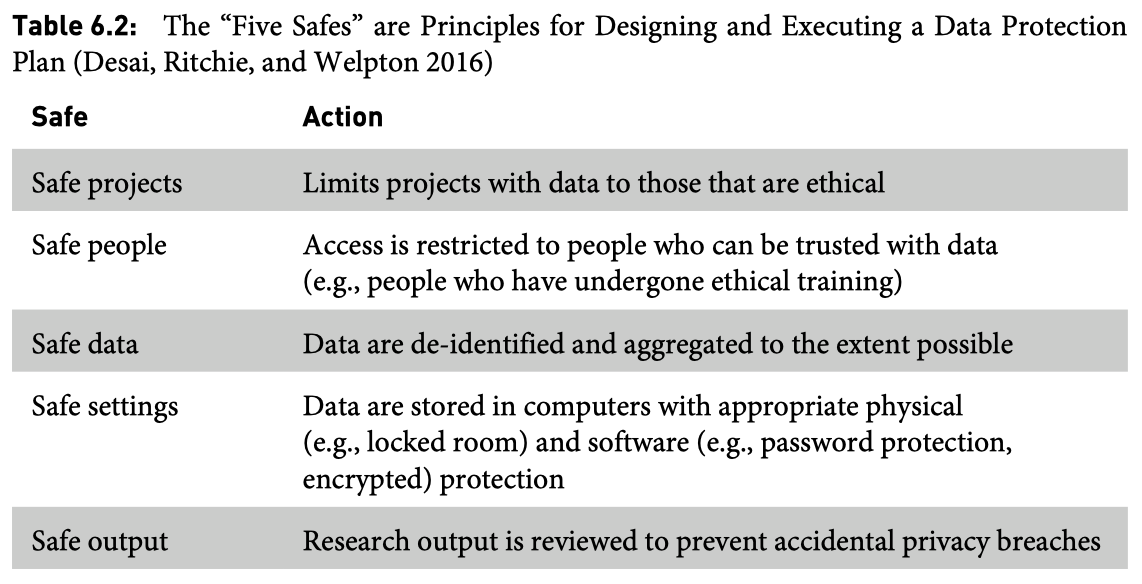 Table 6.2: The “Five Safes” are Principles for Designing and Executing a Data Protection
Plan (Desai, Ritchie, and Welpton 2016)
Safe Action
Safe projects Limits projects with data to those that are ethical
Safe people Access is restricted to people who can be trusted with data
(e.g., people who have undergone ethical training)
Safe data Data are de-identified and aggregated to the extent possible
Safe settings Data are stored in computers with appropriate physical
(e.g., locked room) and software (e.g., password protection,
encrypted) protection
Safe output Research output is reviewed to prevent accidental privacy breaches